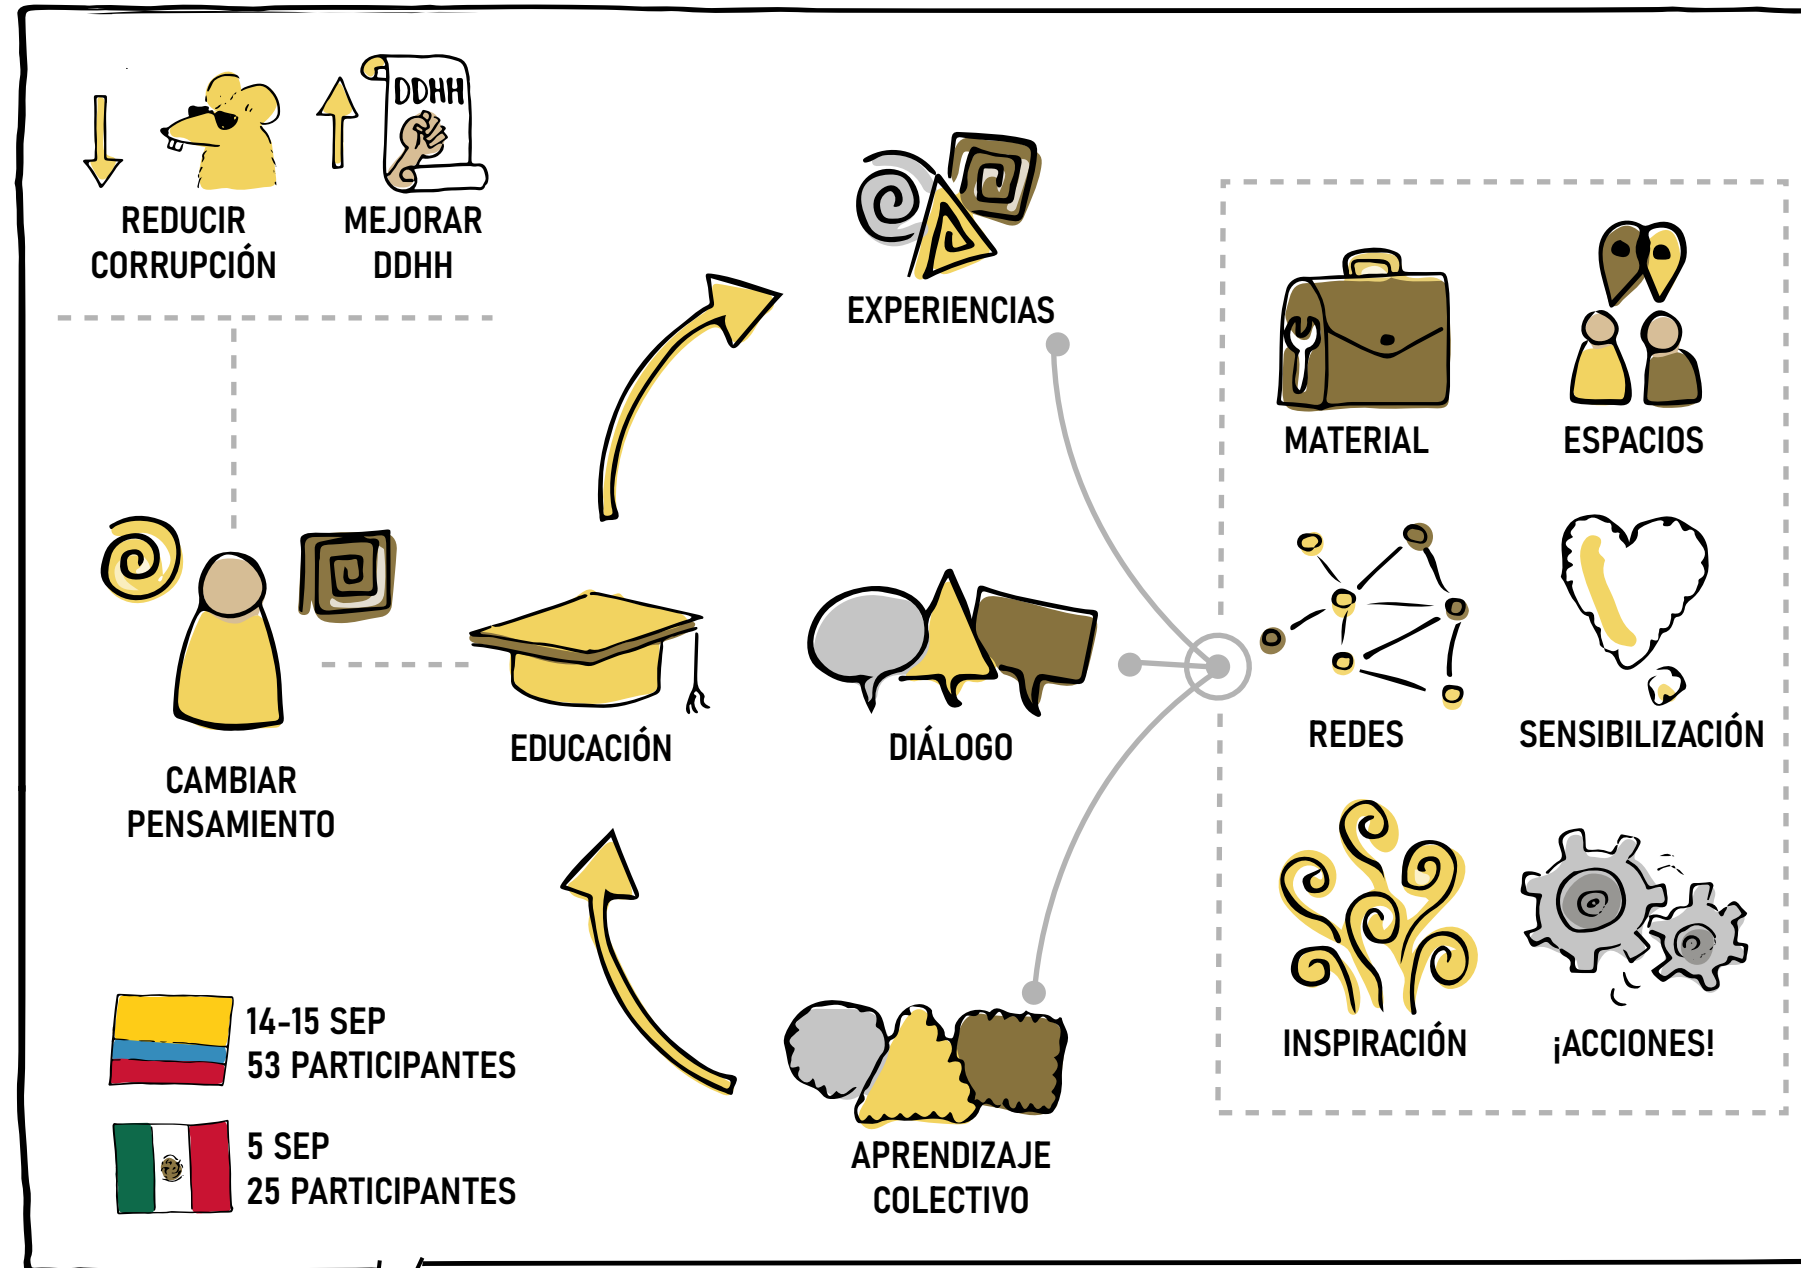 DDHH
REDUCIR
CORRUPCIÓN
MEJORAR
DDHH
EXPERIENCIAS
MATERIAL
ESPACIOS
CAMBIAR
PENSAMIENTO
EDUCACIÓN
DIÁLOGO
REDES
SENSIBILIZACIÓN
INSPIRACIÓN
¡ACCIONES!
14-15 SEP
53 PARTICIPANTES
5 SEP
25 PARTICIPANTES
APRENDIZAJE
COLECTIVO